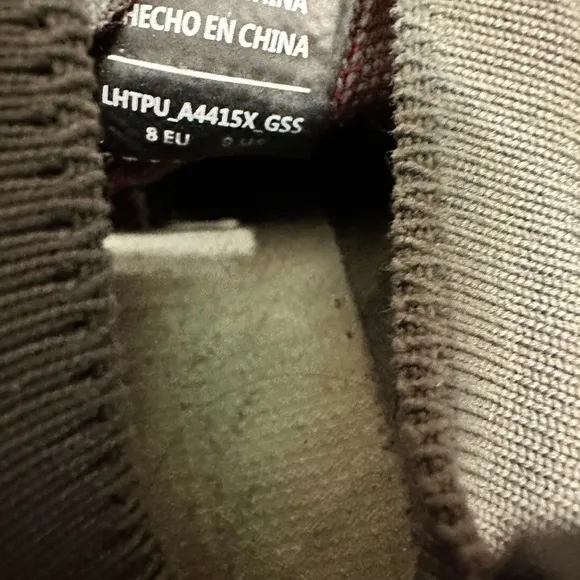 HECHO EN CHINA
LHTPU_A4415X_GSS
8 EU